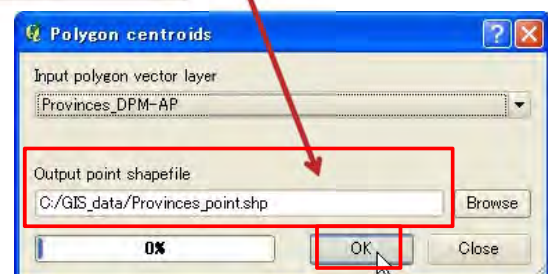 Polygon centroids
Input polygon vector layer
Provinces_DPM-AP
Output point shapefile
C:/GIS_data/Provinces_point.shp
Browse
0%
OK
Close